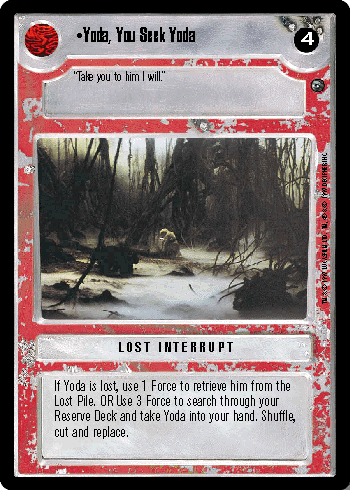 •Yoda, You Seek Yoda
4
"Take you to him I will."
LOST INTERRUPT
If Yoda is lost, use 1 Force to retrieve him from the
Lost Pile. OR Use 3 Force to search through your
Reserve Deck and take Yoda into your hand. Shuffle,
cut and replace.